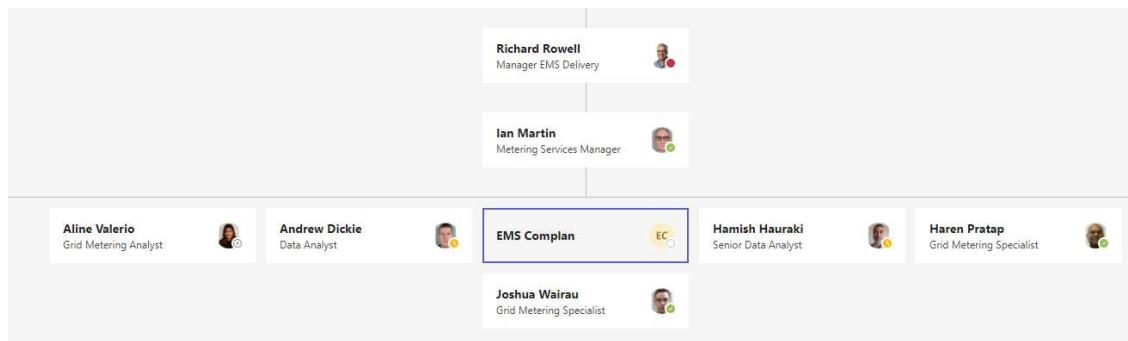 Richard Rowell
Manager EMS Delivery
Ian Martin
Metering Services Manager
Aline Valerio
Grid Metering Analyst
Andrew Dickie
Data Analyst
EMS Complan
EC
Hamish Hauraki
Senior Data Analyst
Haren Pratap
Grid Metering Specialist
Joshua Wairau
Grid Metering Specialist